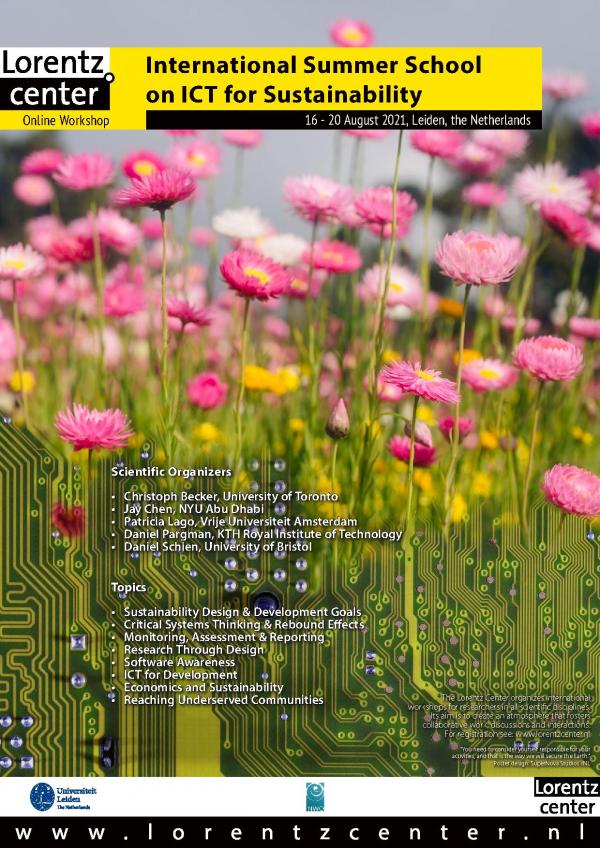 Lorentz
center
Online Workshop
International Summer School
on ICT for Sustainability
16 - 20 August 2021, Leiden, the Netherlands
Scientific Organizers
• Christoph Becker, University of Toronto
• Jay Chen, NYU Abu Dhabi
• Patricia Lago, Vrije Universiteit Amsterdam
• Daniel Pargman, KTH Royal Institute of Technology
• Daniel Schien, University of Bristol
Topics
• Sustainability Design & Development Goals
• Critical Systems Thinking & Rebound Effects
• Monitoring, Assessment & Reporting
• Research Through Design
• Software Awareness
• ICT for Development
• Economics and Sustainability
• Reaching Underserved Communities
The Lorentz Center organizes international
workshops for researchers in all scientific disciplines.
Its aim is to create an atmosphere that fosters
collaborative work, discussions and interactions.
For registration see: www.lorentzcenter.nl
"You need to consider yourself responsible for your
activities, and that is the way we will secure the Earth"
Poster design: SuperNova Studios .NL
Universiteit
Leiden
The Netherlands
NWO
Lorentz
center
www.lorentzcenter.nl